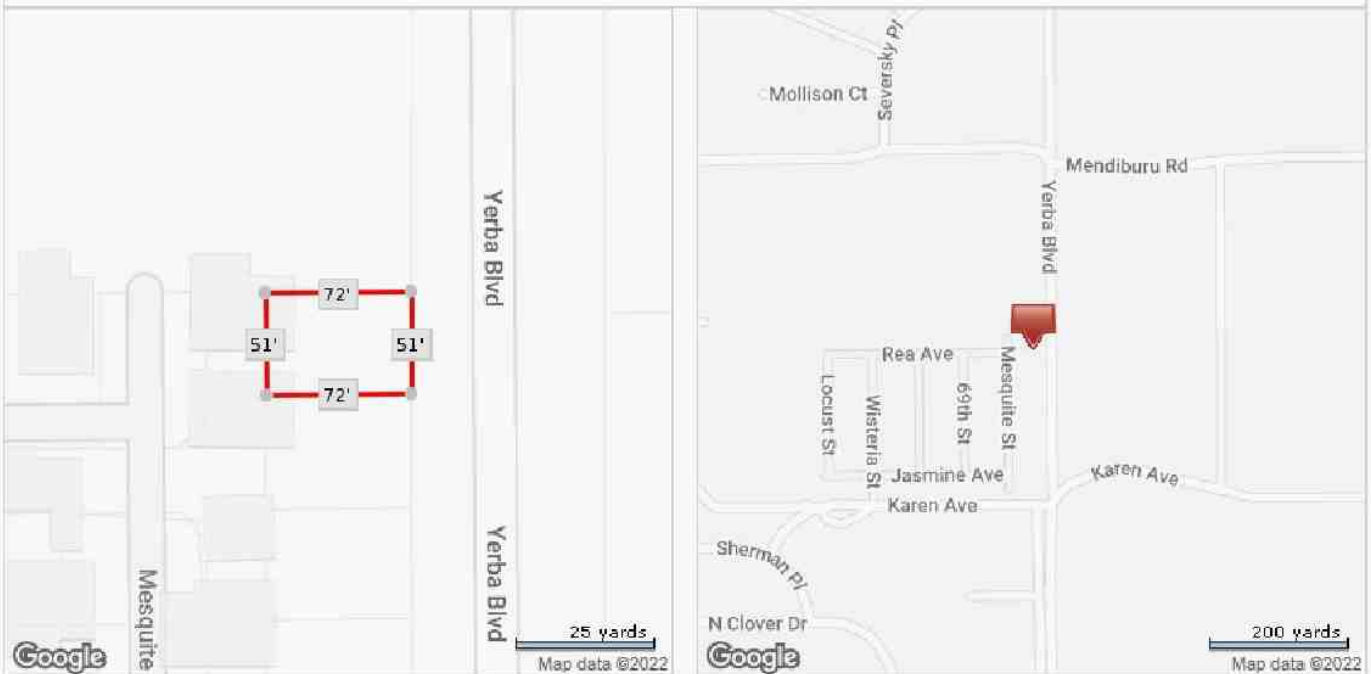 Yerba Blvd
72'
51'
51'
72'
Yerba Blvd
Mesquite
25 yards
Google
Map data ©2022
Seversky Pl
Mollison Ct
Mendiburu Rd
Yerba Blvd
Rea Ave
Locust St
Wisteria St
69th St
Mesquite St
Jasmine Ave
Karen Ave
Karen Ave
Sherman Pl
N Clover Dr
200 yards
Google
Map data ©2022